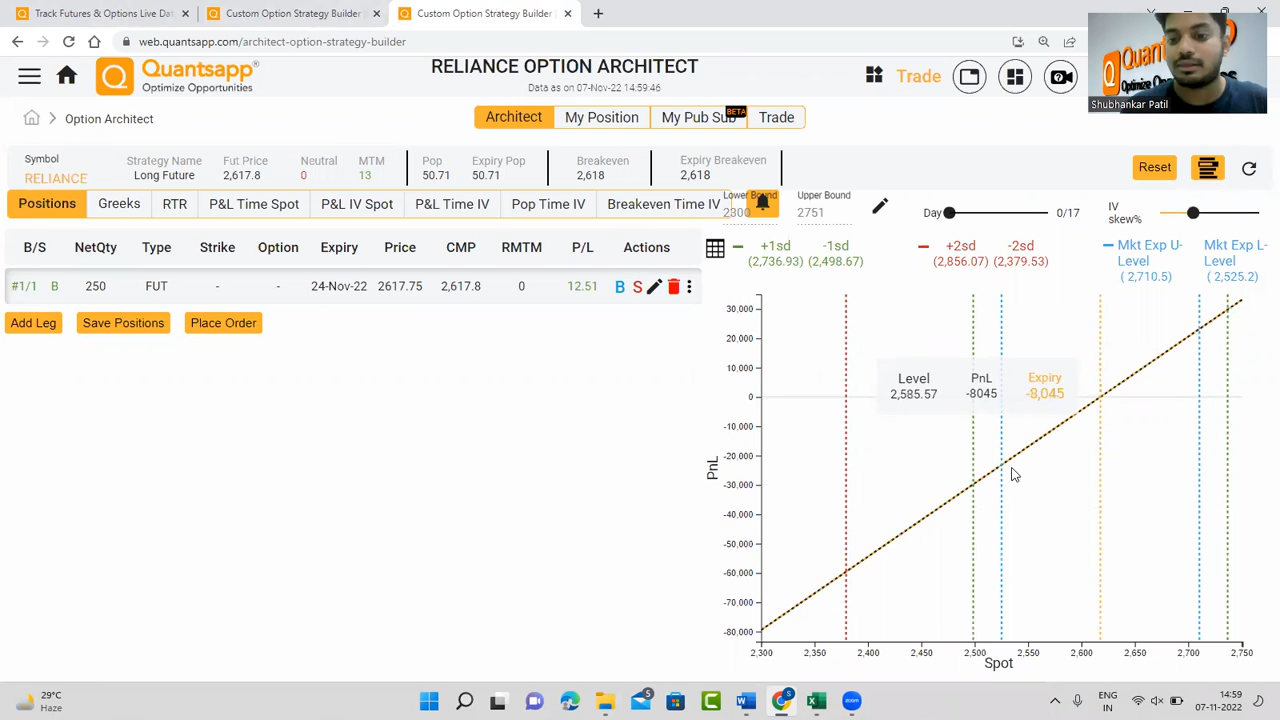 Track Futures & Options Live Dat
Custom Option Strategy Builder
Custom Option Strategy Builder
web.quantsapp.com/architect-option-strategy-builder
Quantsapp
Optimize Opportunities
RELIANCE OPTION ARCHITECT
Data as on 07-Nov-22 14:59:46
Trade
Shubhankar Patil
Option Architect
Architect
My Position
My Pub Sub
BETA
Trade
Symbol
RELIANCE
Strategy Name
Long Future
Fut Price
2,617.8
Neutral
0
MTM
13
Pop
50.71
Expiry Pop
50.71
Breakeven
2,618
Expiry Breakeven
2,618
Reset
Positions
Greeks
RTR
P&L Time Spot
P&L IV Spot
P&L Time IV
Pop Time IV
Breakeven Time IV
Lower Bound
2300
Upper Bound
2751
Day
0/17
IV
skew%
B/S NetQty Type Strike Option Expiry Price CMP RMTM P/L Actions
#1/1 B 250 FUT - - 24-Nov-22 2617.75 2,617.8 0 12.51 B S
Add Leg
Save Positions
Place Order
+1sd
(2,736.93)
-1sd
(2,498.67)
+2sd
(2,856.07)
-2sd
(2,379.53)
Mkt Exp U-
Level
( 2,710.5)
Mkt Exp L-
Level
( 2,525.2)
30,000
20,000
10,000
0
-10,000
-20,000
-30,000
-40,000
-50,000
-60,000
-70,000
-80,000
PnL
Level
2,585.57
PnL
-8045
Expiry
-8,045
2,300 2,350 2,400 2,450 2,500 2,550 2,600 2,650 2,700 2,750
Spot
29°C
Haze
5
ENG
IN
14:59
07-11-2022